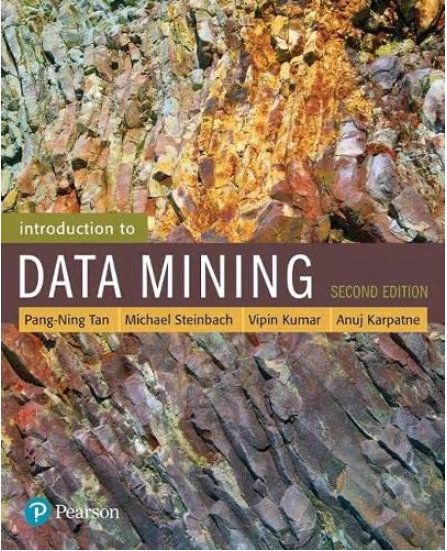 introduction to
DATA MINING SECOND EDITION
Pang-Ning Tan Michael Steinbach Vipin Kumar Anuj Karpatne
P Pearson